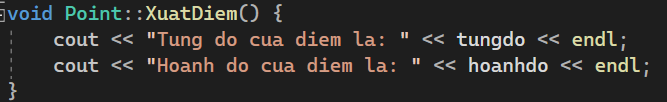 void Point::XuatDiem() {
    cout << "Tung do cua diem la: " << tungdo << endl;
    cout << "Hoanh do cua diem la: " << hoanhdo << endl;
}